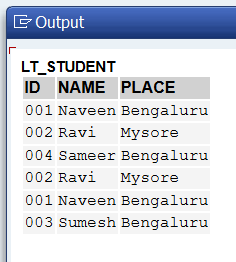 Output
LT_STUDENT
ID NAME PLACE
001 Naveen Bengaluru
002 Ravi Mysore
004 Sameer Bengaluru
002 Ravi Mysore
001 Naveen Bengaluru
003 Sumesh Bengaluru